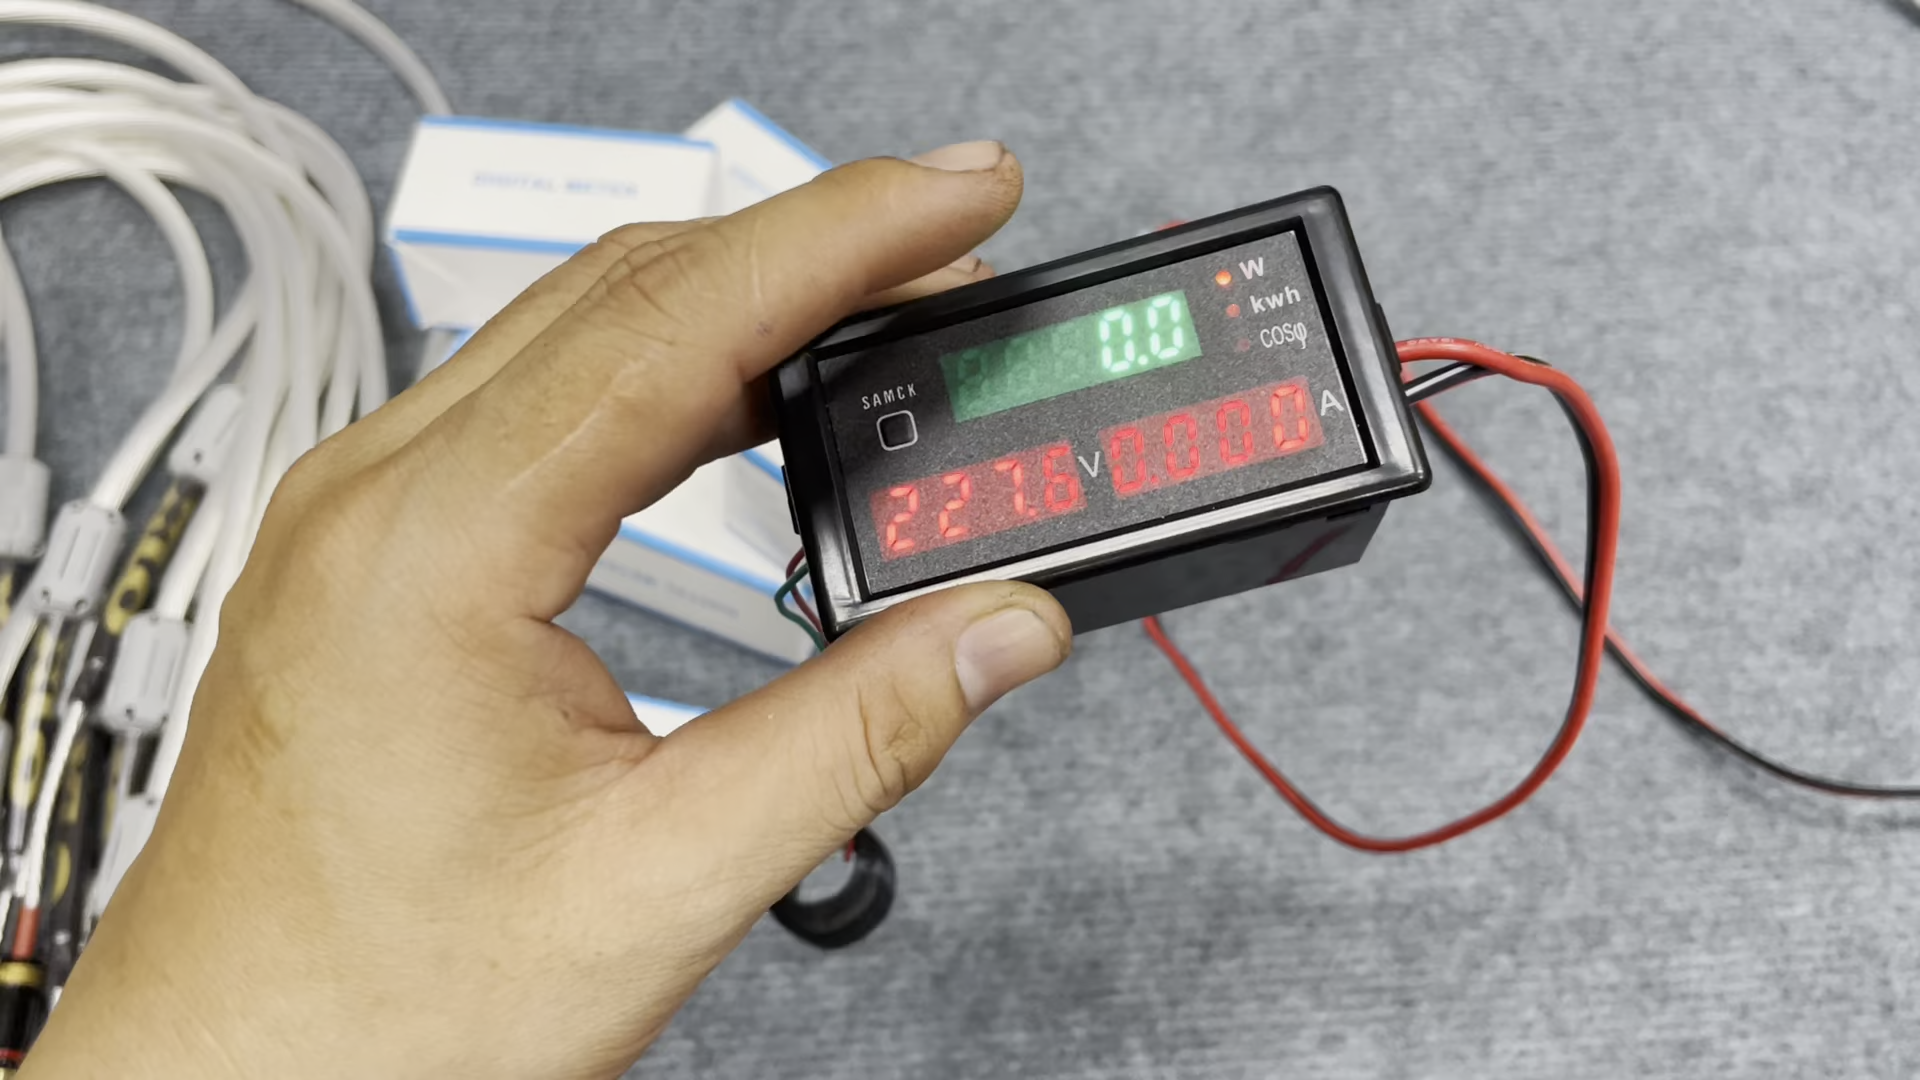 DIGITAL METER
W
0.0
kwh
COSφ
SAMCK
227.6 V 0.000 A